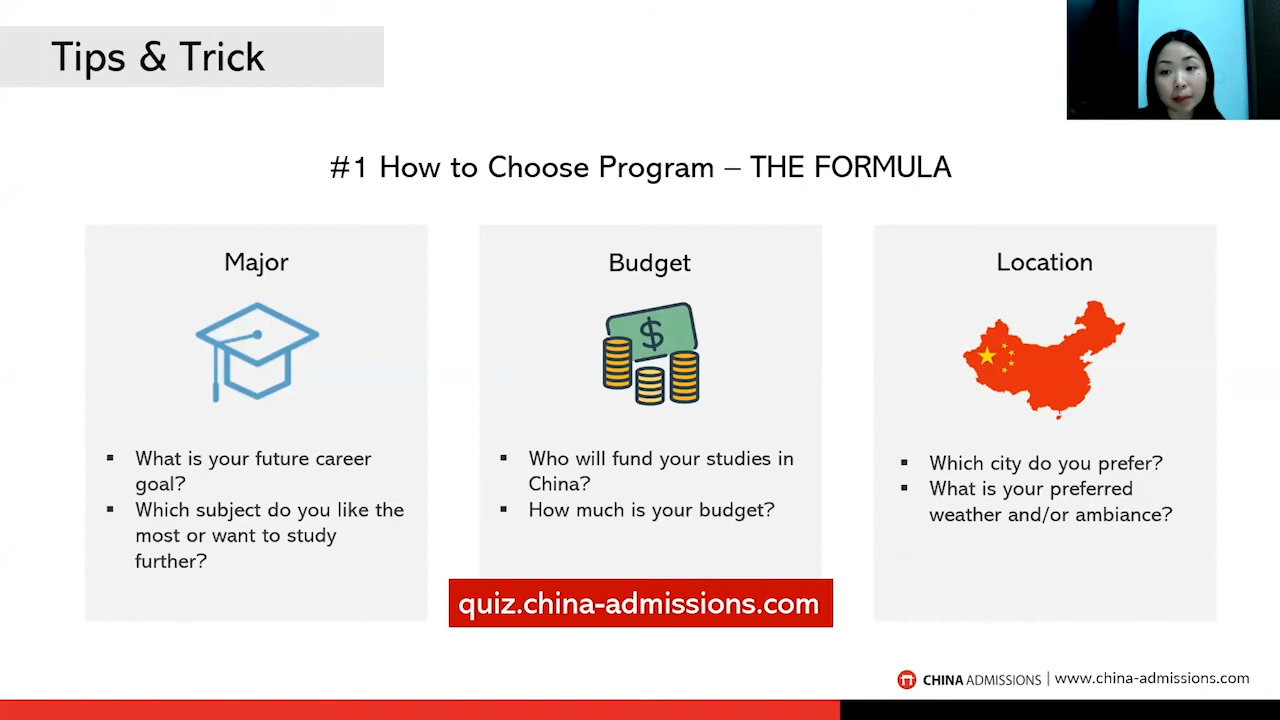 Tips & Trick
#1 How to Choose Program – THE FORMULA
Major
▪ What is your future career
goal?
▪ Which subject do you like the
most or want to study
further?
Budget
$
▪ Who will fund your studies in
China?
▪ How much is your budget?
Location
▪ Which city do you prefer?
▪ What is your preferred
weather and/or ambiance?
quiz.china-admissions.com
CHINA ADMISSIONS | www.china-admissions.com